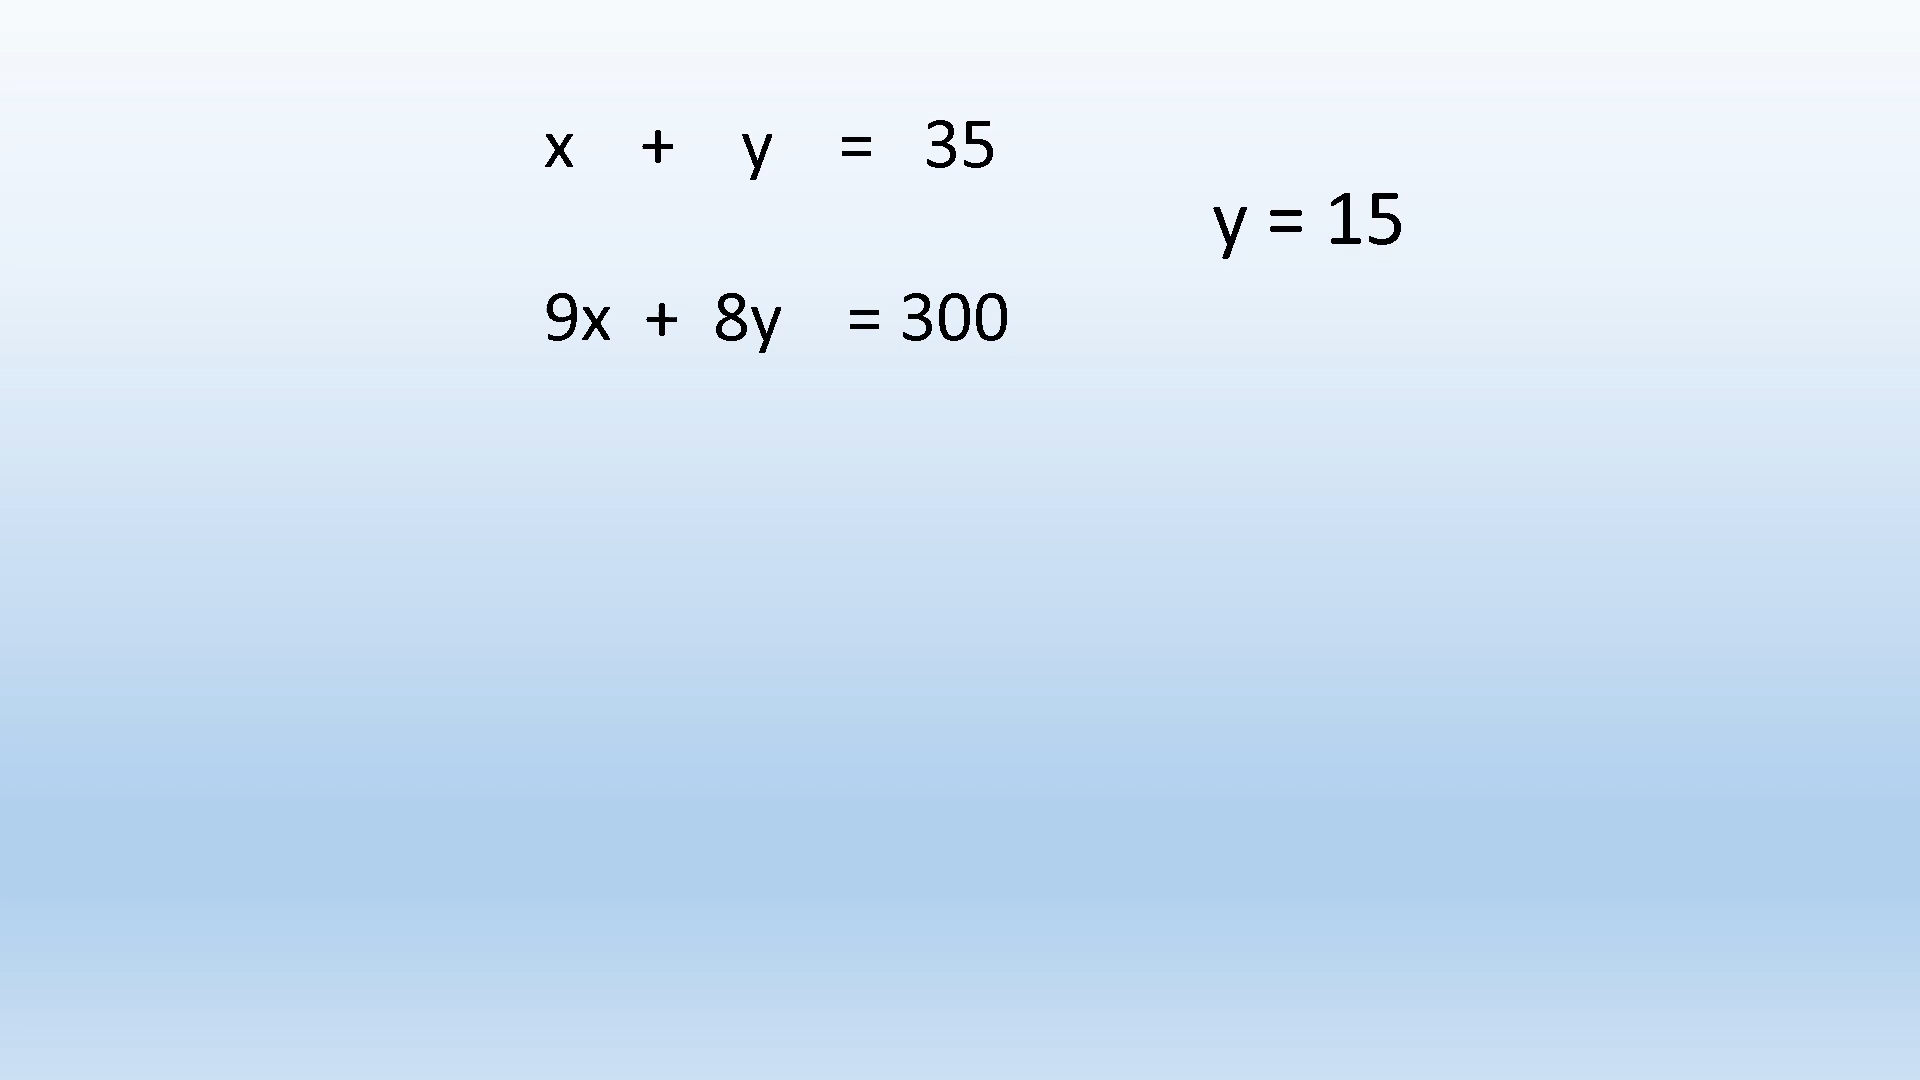 x + y = 35
y = 15
9x + 8y = 300